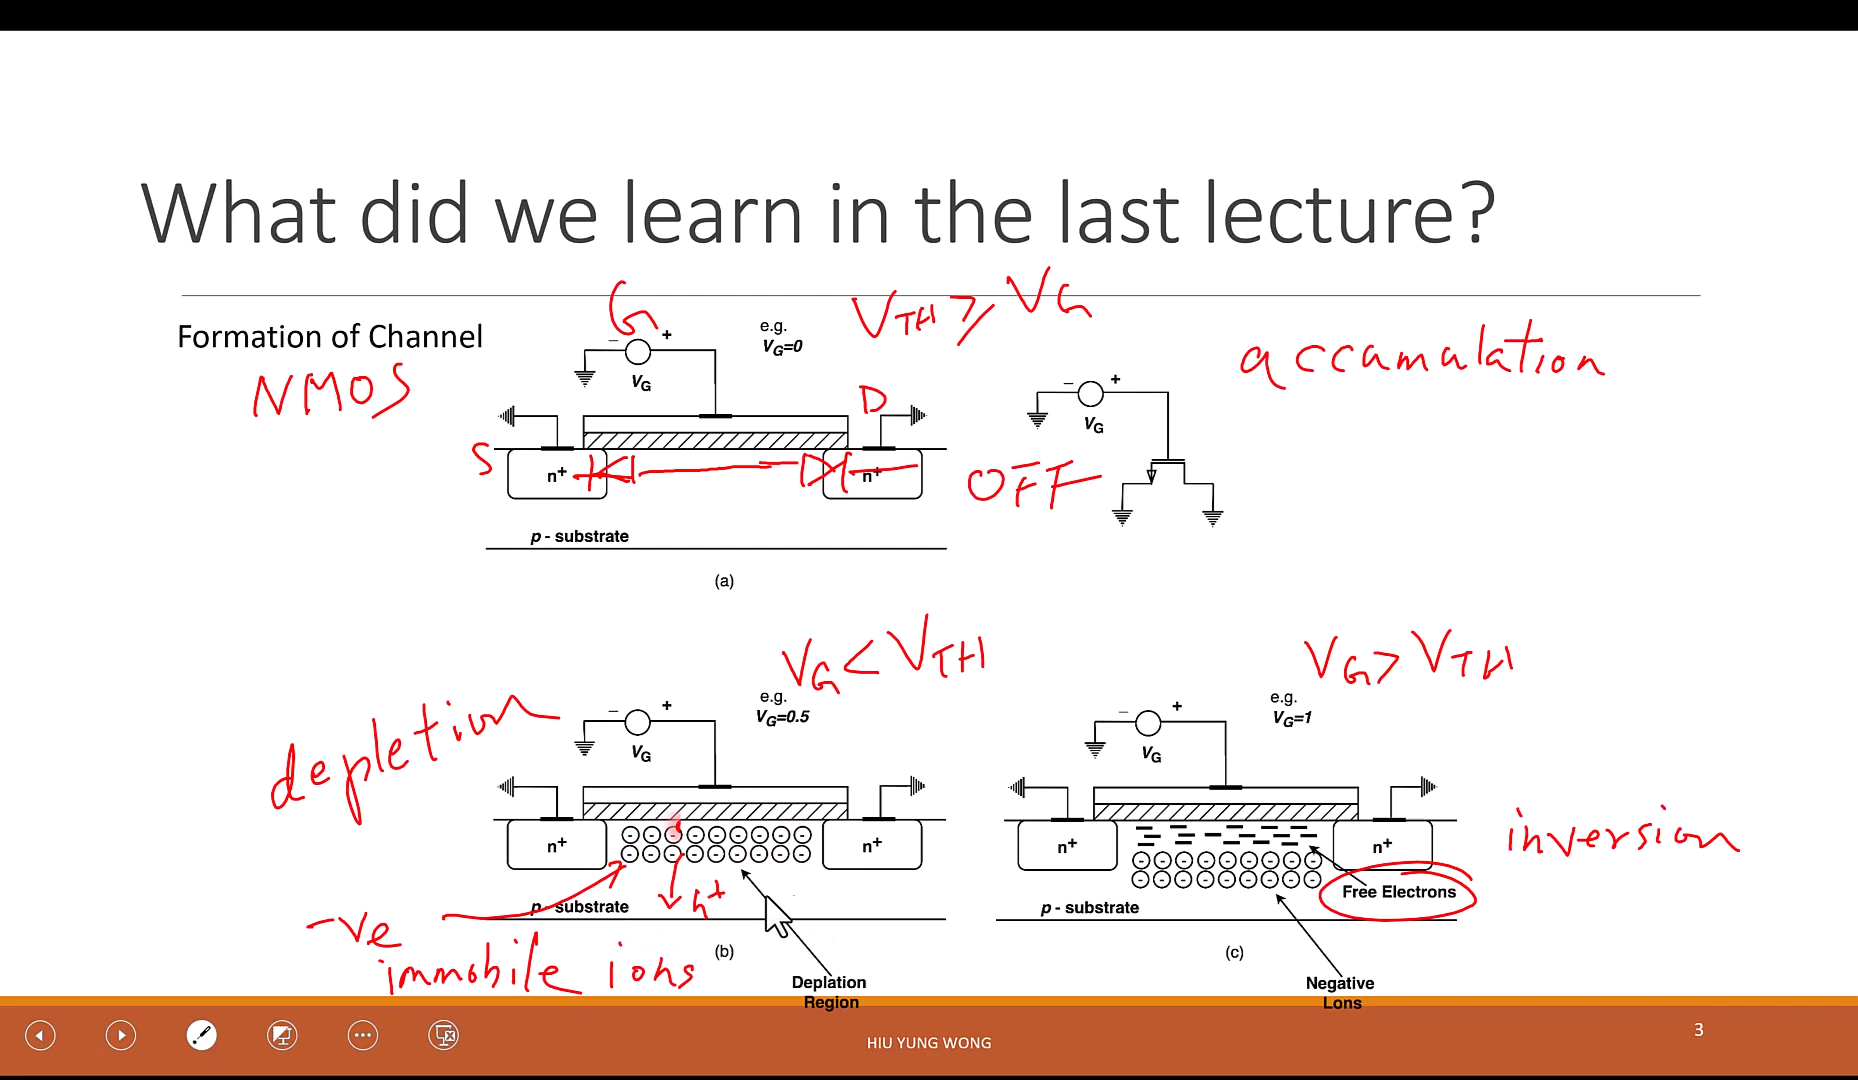 What did we learn in the last lecture?
Formation of Channel
NMOS
G
− +
VG
e.g.
VG=0
VTH ≥ VG
accamulation
S
D
n+
n+
p - substrate
(a)
− +
VG
OFF
depletion
VG < VTH
e.g.
VG=0.5
− +
VG
n+
n+
p - substrate
h+
-ve
immobile ions
(b)
Deplation
Region
VG > VTH
e.g.
VG=1
− +
VG
n+
n+
inversion
Free Electrons
p - substrate
(c)
Negative
Lons
HIU YUNG WONG
3